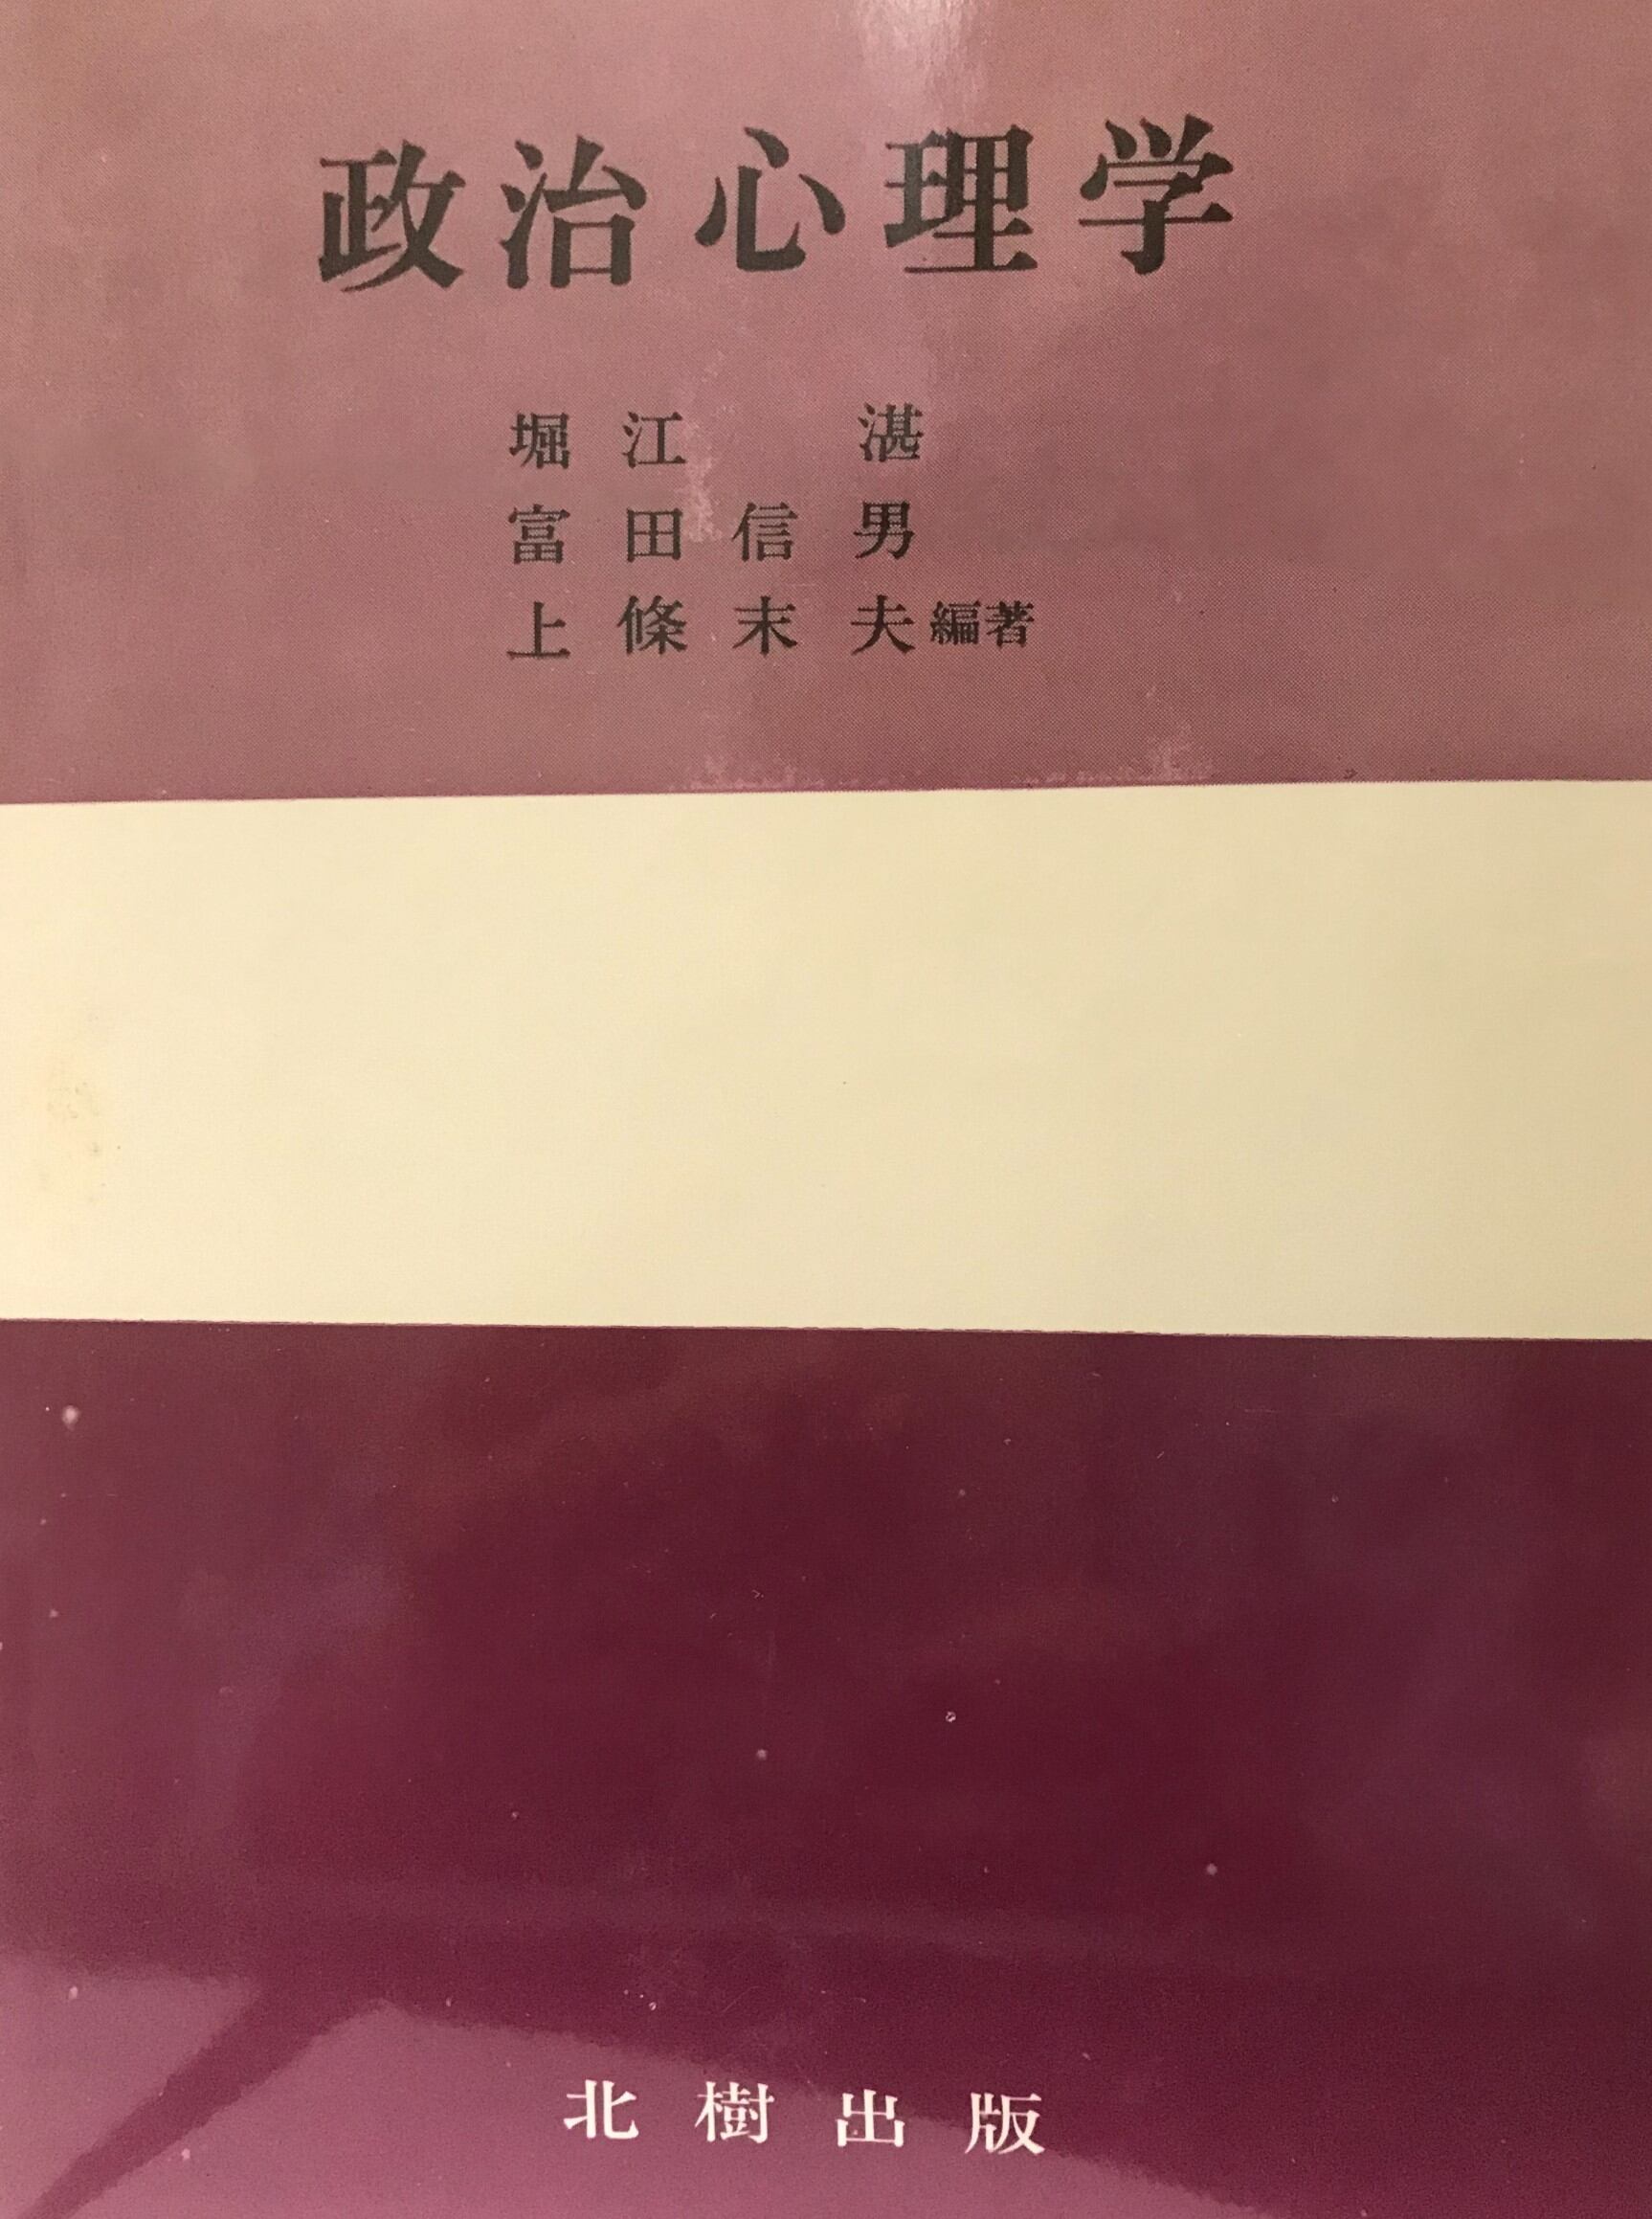 政治心理学
堀江 湛
富田信男
上條末夫編著
北樹出版